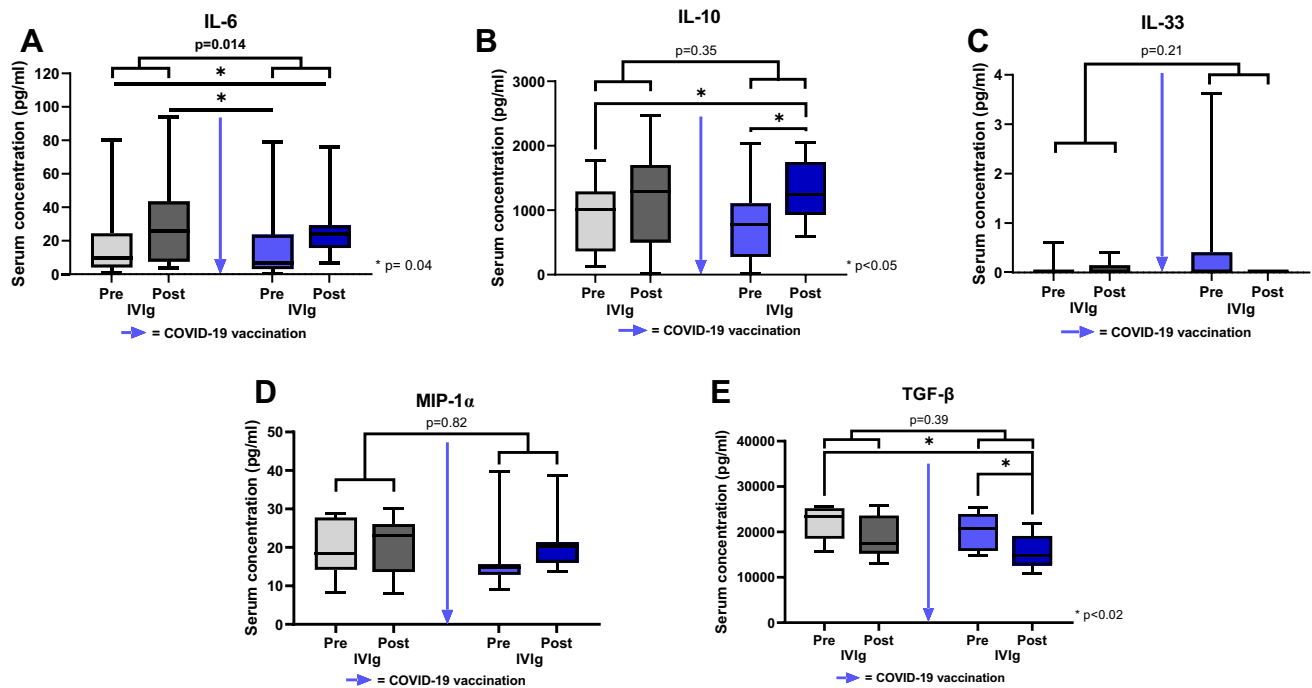 A
IL-6
p=0.014
*
*
Serum concentration (pg/ml)
120
100
80
60
40
20
0
Pre Post Pre Post
IVIg IVIg
* p= 0.04
= COVID-19 vaccination
B
IL-10
p=0.35
*
*
Serum concentration (pg/ml)
3000
2000
1000
0
Pre Post Pre Post
IVIg IVIg
* p<0.05
= COVID-19 vaccination
C
IL-33
p=0.21
Serum concentration (pg/ml)
4
3
2
1
0
Pre Post Pre Post
IVIg IVIg
= COVID-19 vaccination
D
MIP-1α
p=0.82
Serum concentration (pg/ml)
50
40
30
20
10
0
Pre Post Pre Post
IVIg IVIg
= COVID-19 vaccination
E
TGF-β
p=0.39
*
*
Serum concentration (pg/ml)
40000
30000
20000
10000
0
Pre Post Pre Post
IVIg IVIg
* p<0.02
= COVID-19 vaccination